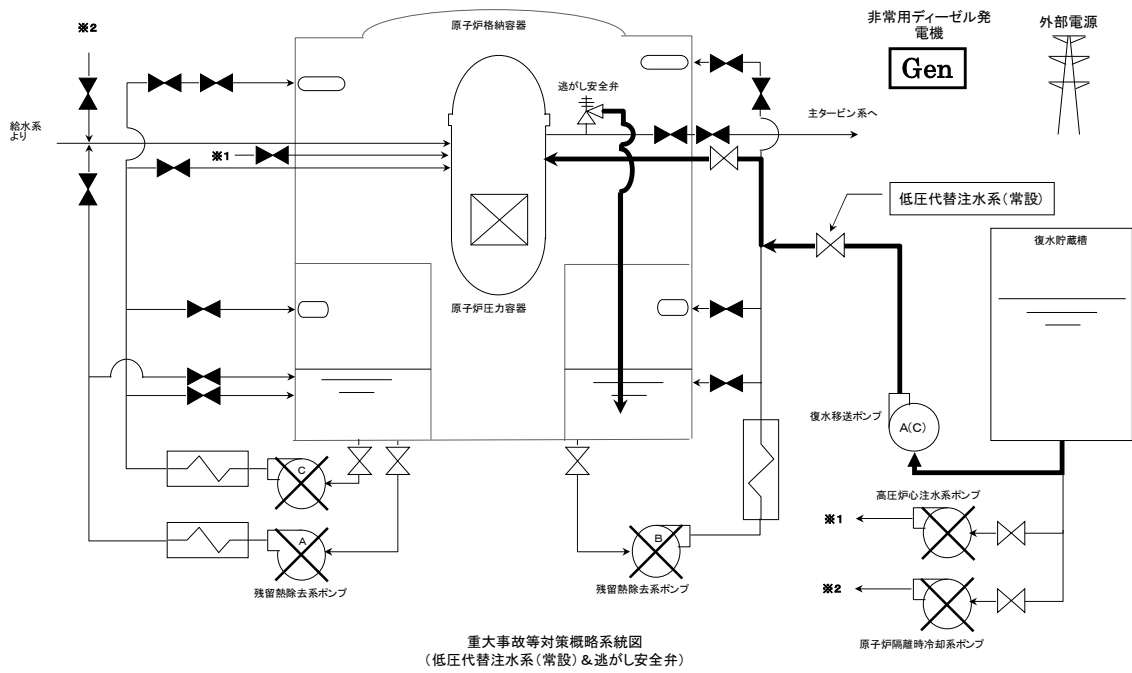 ※2
原子炉格納容器
非常用ディーゼル発
電機
外部電源
Gen
逃がし安全弁
主タービン系へ
給水系
より
※1
低圧代替注水系(常設)
復水貯蔵槽
原子炉圧力容器
復水移送ポンプ
A(C)
C
高圧炉心注水系ポンプ
※1
A
B
残留熱除去系ポンプ
残留熱除去系ポンプ
※2
原子炉隔離時冷却系ポンプ
重大事故等対策概略系統図
(低圧代替注水系(常設)&逃がし安全弁)